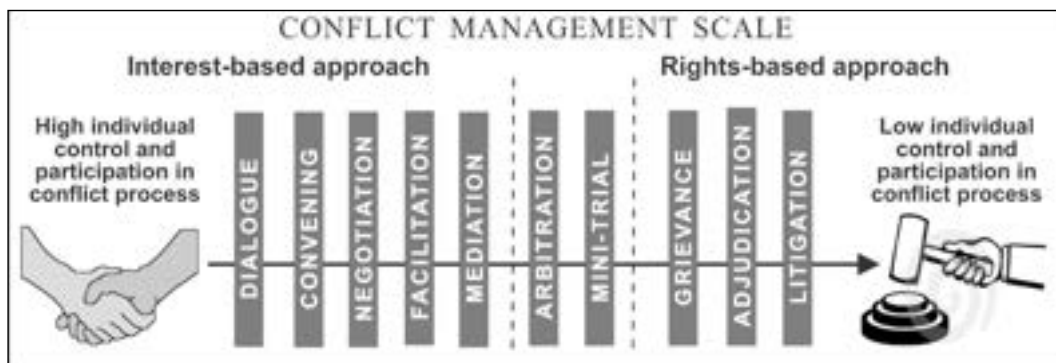 CONFLICT MANAGEMENT SCALE
Interest-based approach
Rights-based approach
High individual
control and
participation in
conflict process
DIALOGUE
CONVENING
NEGOTIATION
FACILITATION
MEDIATION
ARBITRATION
MINI-TRIAL
GRIEVANCE
ADJUDICATION
LITIGATION
Low individual
control and
participation in
conflict process